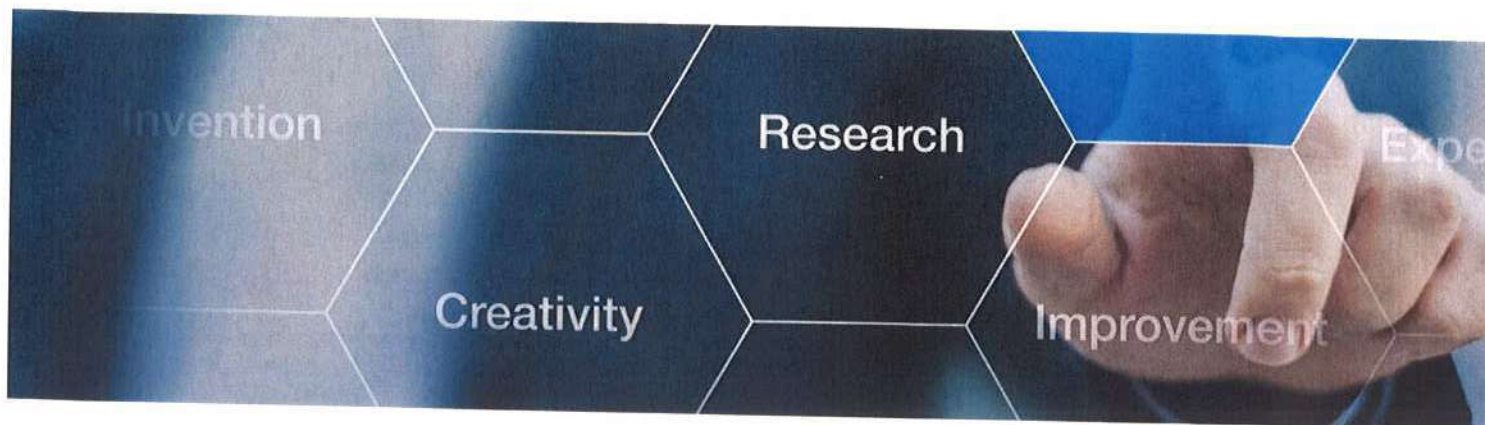 Invention
Research
Expe
Creativity
Improvement